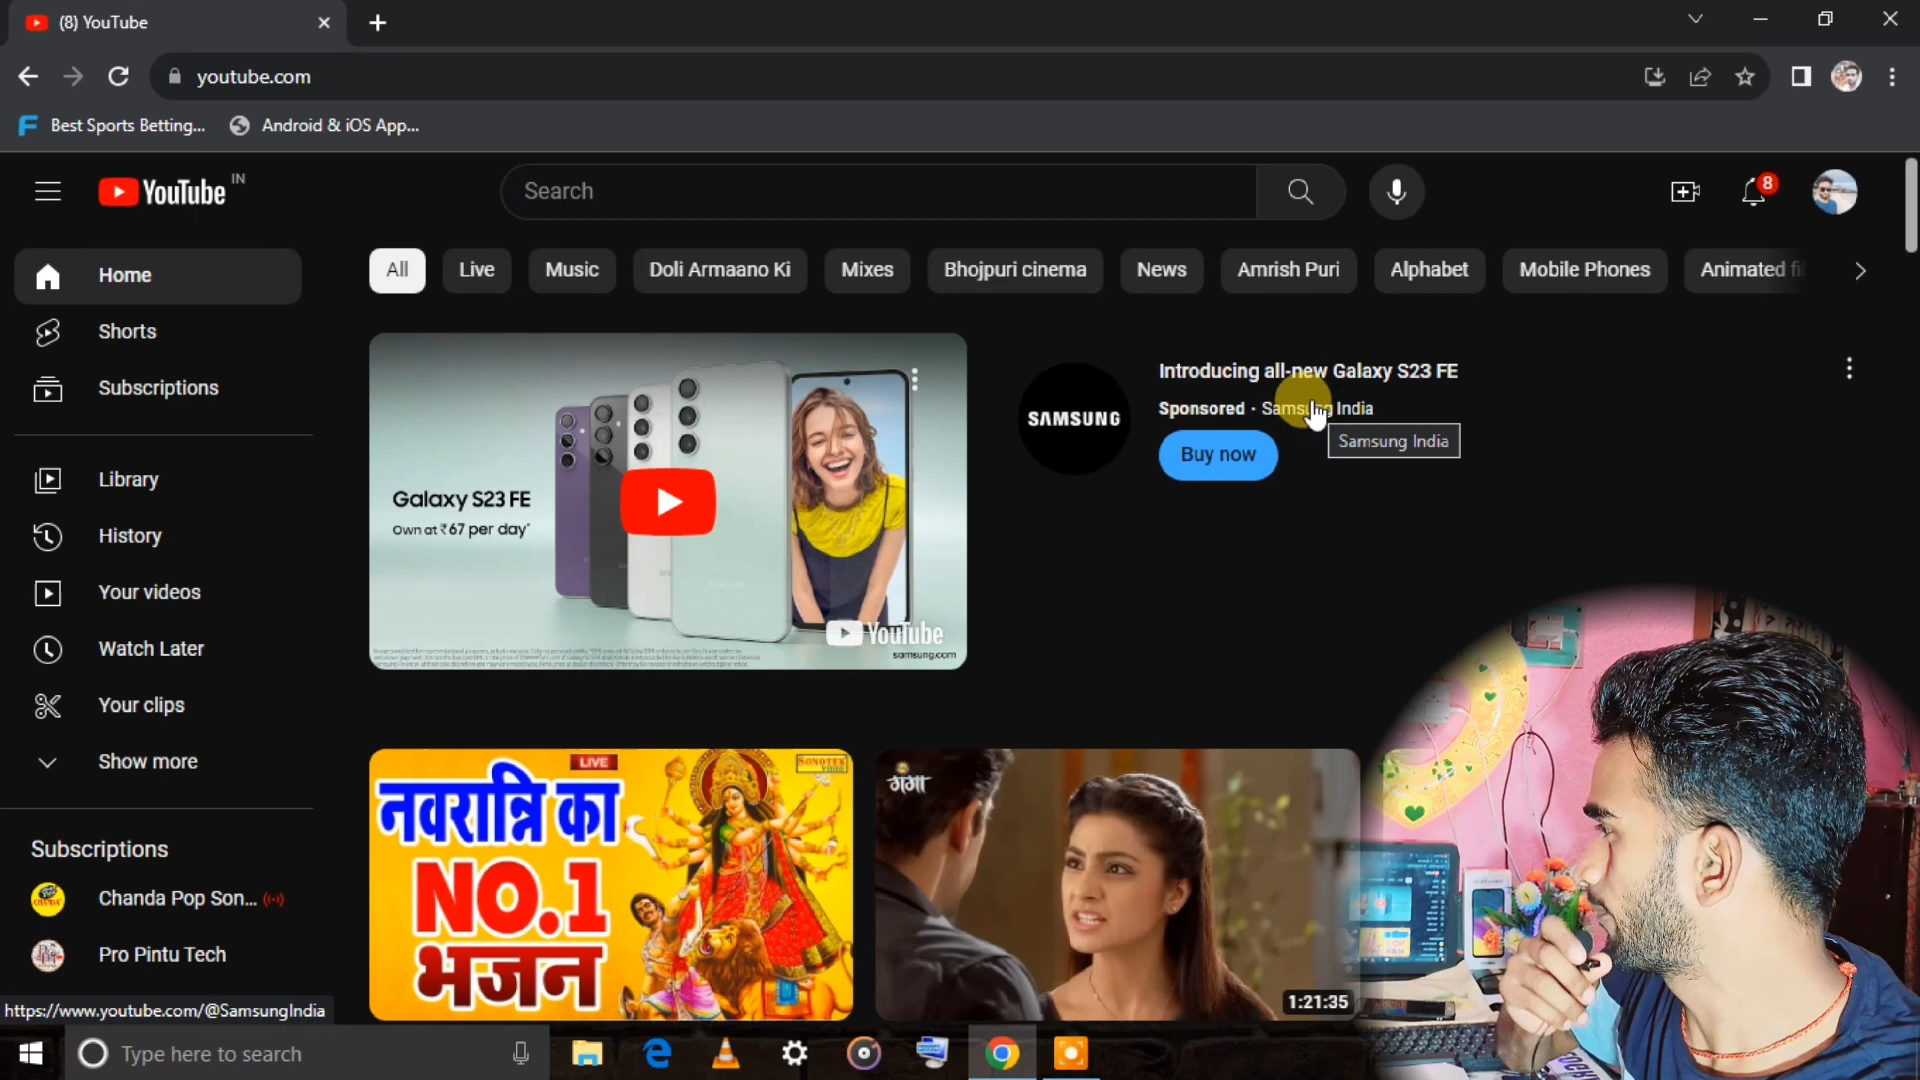 (8) YouTube
youtube.com
Best Sports Betting...
Android & iOS App...
YouTube IN
Search
8
Home
Shorts
Subscriptions
Library
History
Your videos
Watch Later
Your clips
Show more
Subscriptions
Chanda Pop Son...
Pro Pintu Tech
All
Live
Music
Doli Armaano Ki
Mixes
Bhojpuri cinema
News
Amrish Puri
Alphabet
Mobile Phones
Animated
Galaxy S23 FE
Own at ₹67 per day*
YouTube
samsung.com
SAMSUNG
Introducing all-new Galaxy S23 FE
Sponsored · Samsung India
Samsung India
Buy now
LIVE
SONOTEK
VIDEO
नवरात्रि का
NO.1
भजन
गंगा
1:21:35
https://www.youtube.com/@SamsungIndia
Type here to search